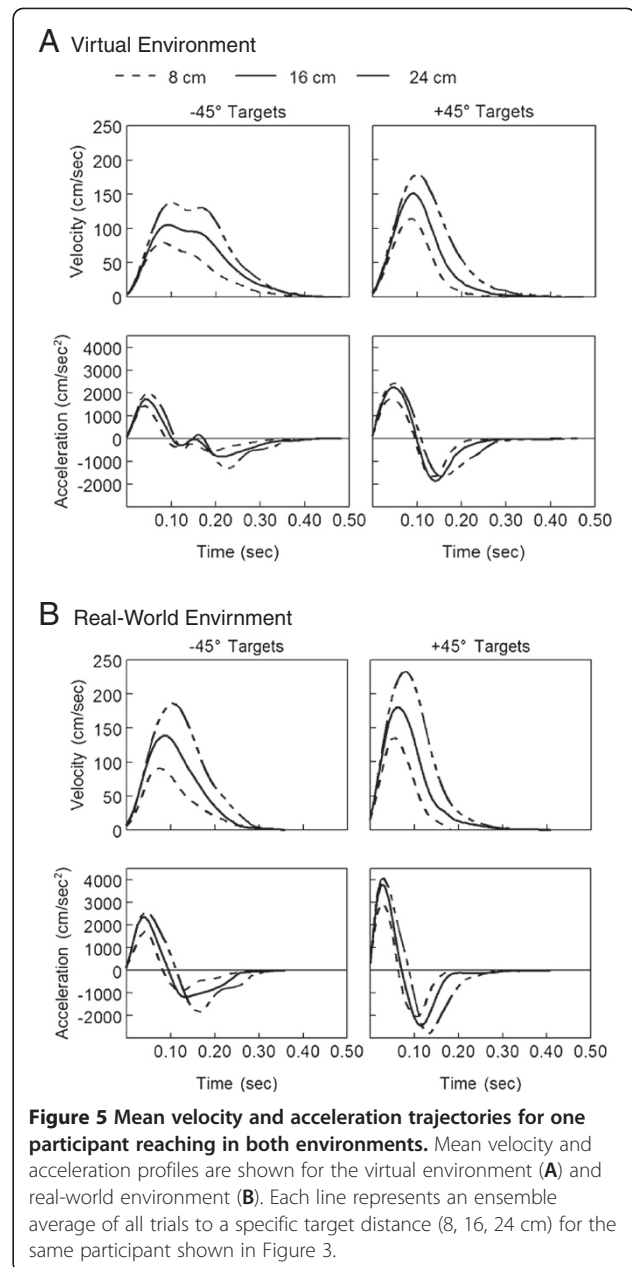 A Virtual Environment
8 cm 16 cm 24 cm
-45° Targets +45° Targets
Velocity (cm/sec)
250
200
150
100
50
0
Acceleration (cm/sec²)
4000
3000
2000
1000
0
-1000
-2000
0.10 0.20 0.30 0.40 0.50 0.10 0.20 0.30 0.40 0.50
Time (sec) Time (sec)
B Real-World Envirnment
-45° Targets +45° Targets
Velocity (cm/sec)
250
200
150
100
50
0
Acceleration (cm/sec²)
4000
3000
2000
1000
0
-1000
-2000
0.10 0.20 0.30 0.40 0.50 0.10 0.20 0.30 0.40 0.50
Time (sec) Time (sec)
Figure 5 Mean velocity and acceleration trajectories for one
participant reaching in both environments. Mean velocity and
acceleration profiles are shown for the virtual environment (A) and
real-world environment (B). Each line represents an ensemble
average of all trials to a specific target distance (8, 16, 24 cm) for the
same participant shown in Figure 3.